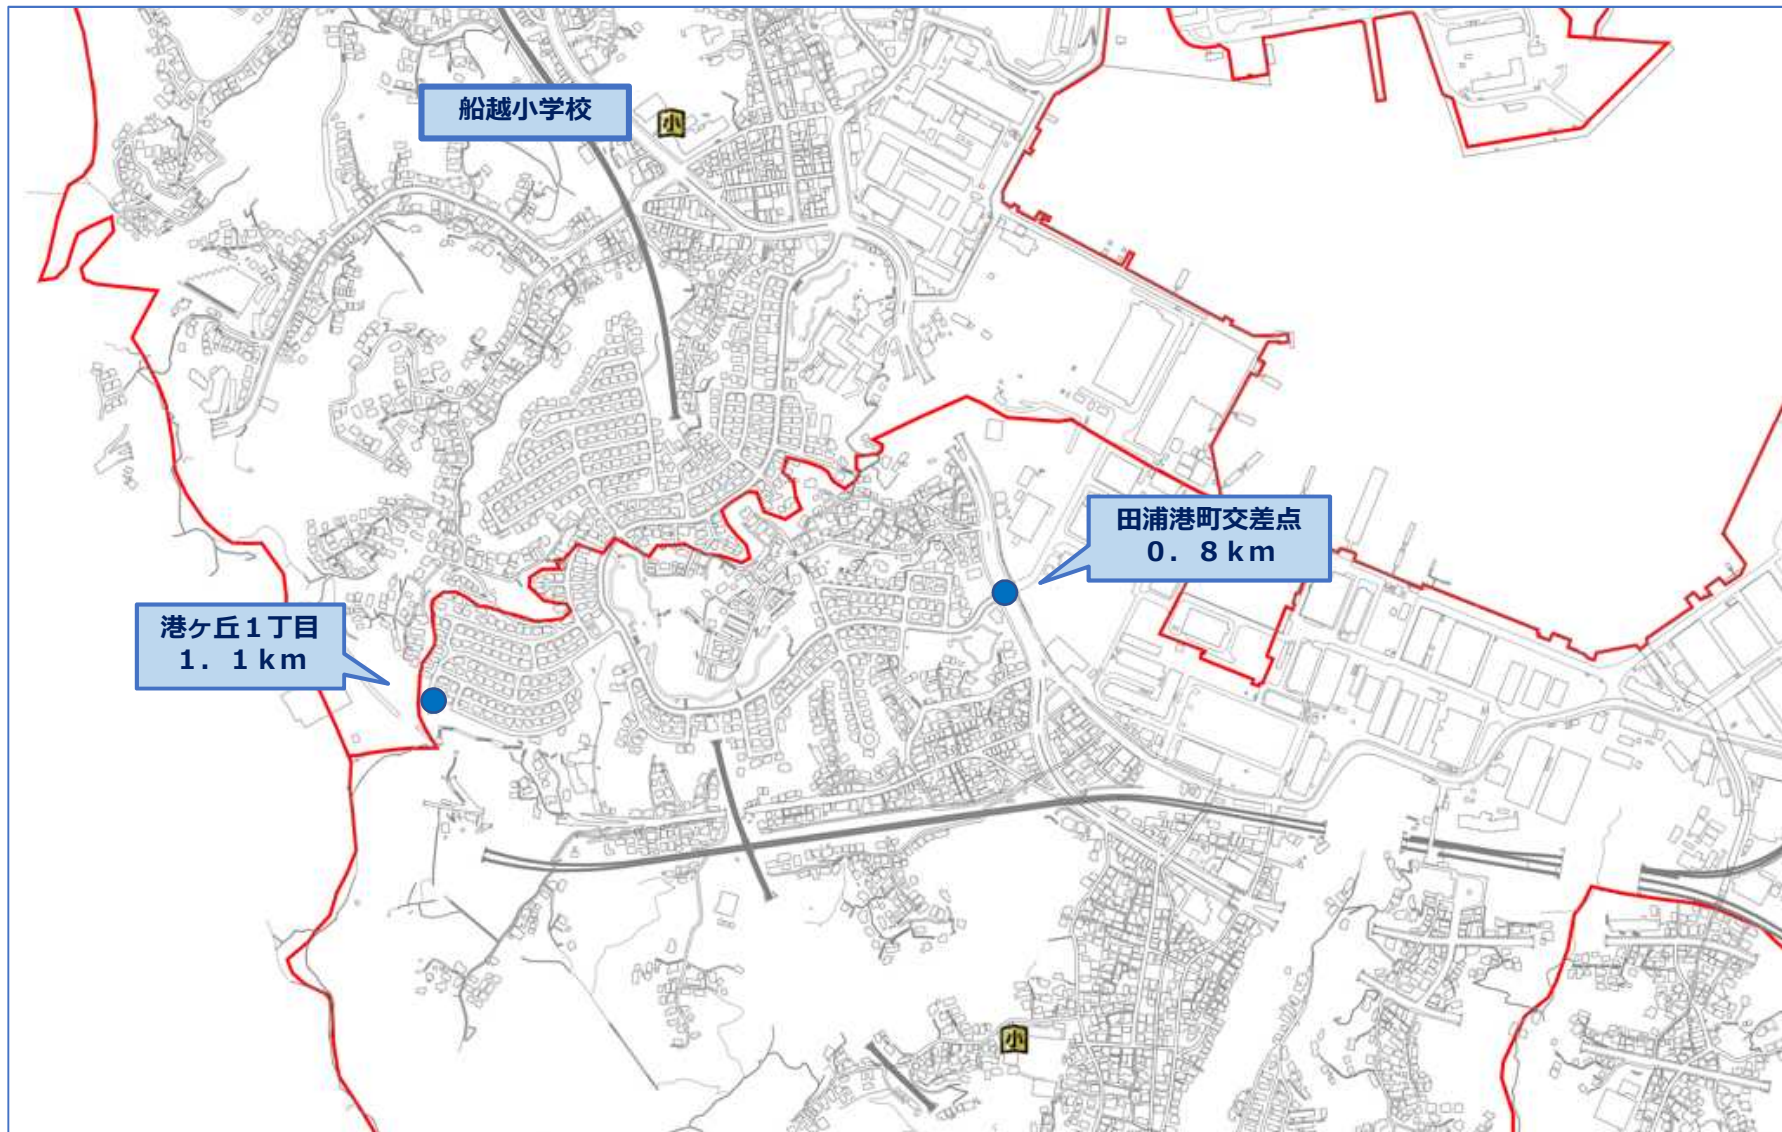 船越小学校
小
田浦港町交差点
０．８ｋｍ
港ヶ丘１丁目
１．１ｋｍ
小